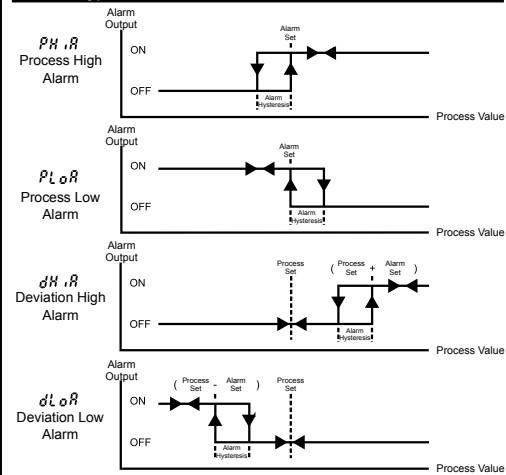 Alarm
Output
PH iA
Process High
Alarm
ON
OFF
Alarm
Set
Alarm
Hysteresis
Process Value
Alarm
Output
PLoA
Process Low
Alarm
ON
OFF
Alarm
Set
Alarm
Hysteresis
Process Value
Alarm
Output
dH iA
Deviation High
Alarm
ON
OFF
Process
Set
( Process Set + Alarm Set )
Alarm
Hysteresis
Process Value
Alarm
Output
dLoA
Deviation Low
Alarm
ON
OFF
( Process Set - Alarm Set )
Process
Set
Alarm
Hysteresis
Process Value